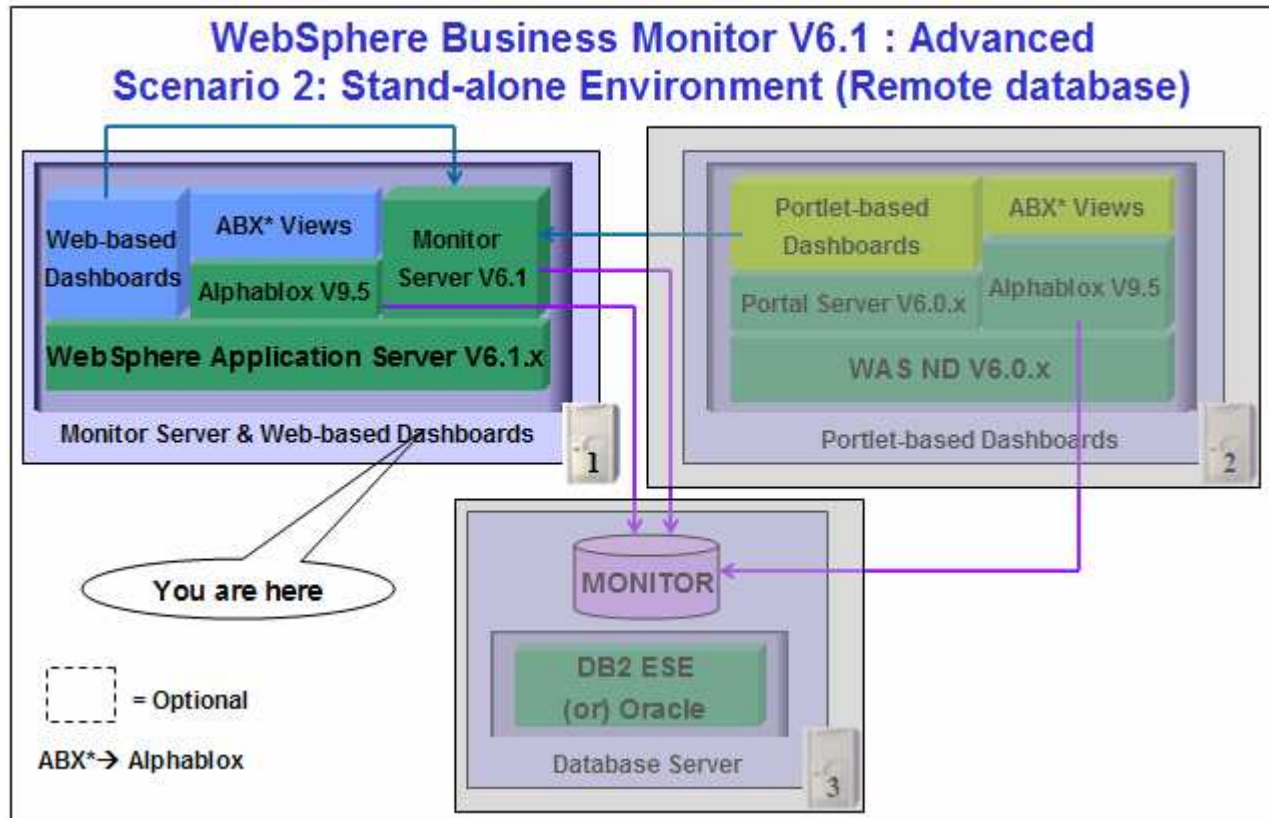 WebSphere Business Monitor V6.1 : Advanced
Scenario 2: Stand-alone Environment (Remote database)
Web-based
Dashboards
ABX* Views
Alphablox V9.5
Monitor
Server V6.1
WebSphere Application Server V6.1.x
Monitor Server & Web-based Dashboards
1
Portlet-based
Dashboards
ABX* Views
Portal Server V6.0.x
Alphablox V9.5
WAS ND V6.0.x
Portlet-based Dashboards
2
You are here
MONITOR
DB2 ESE
(or) Oracle
Database Server
3
= Optional
ABX*→ Alphablox